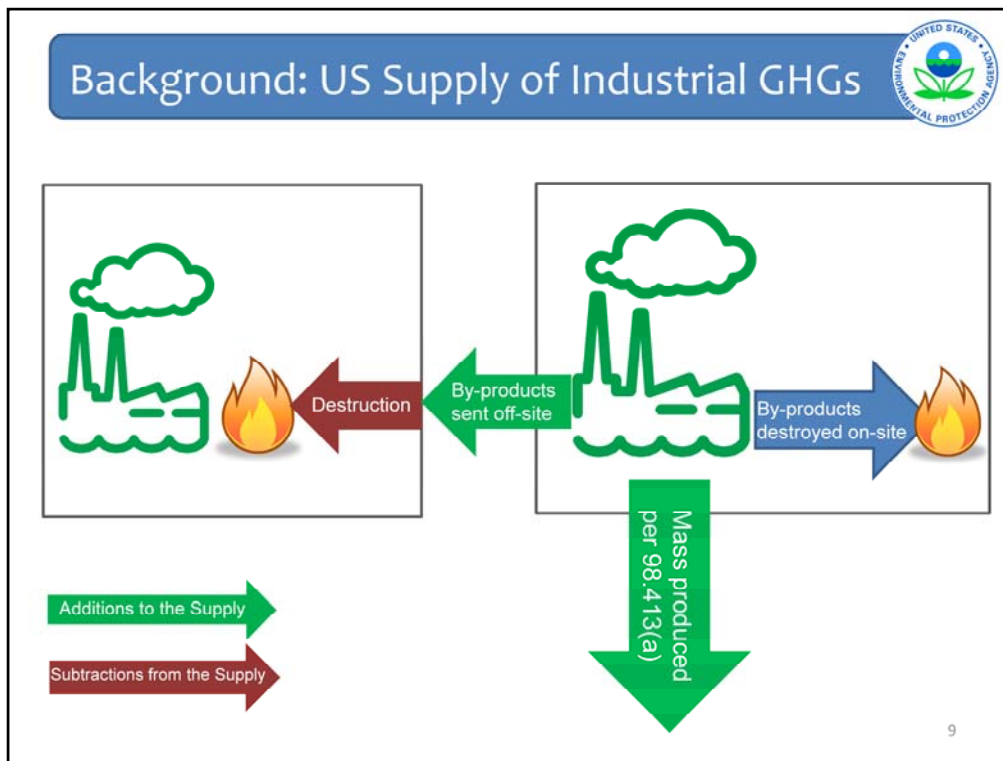 Background: US Supply of Industrial GHGs
UNITED STATES
ENVIRONMENTAL PROTECTION AGENCY
Destruction
By-products
sent off-site
By-products
destroyed on-site
Mass produced
per 98.413(a)
Additions to the Supply
Subtractions from the Supply
9